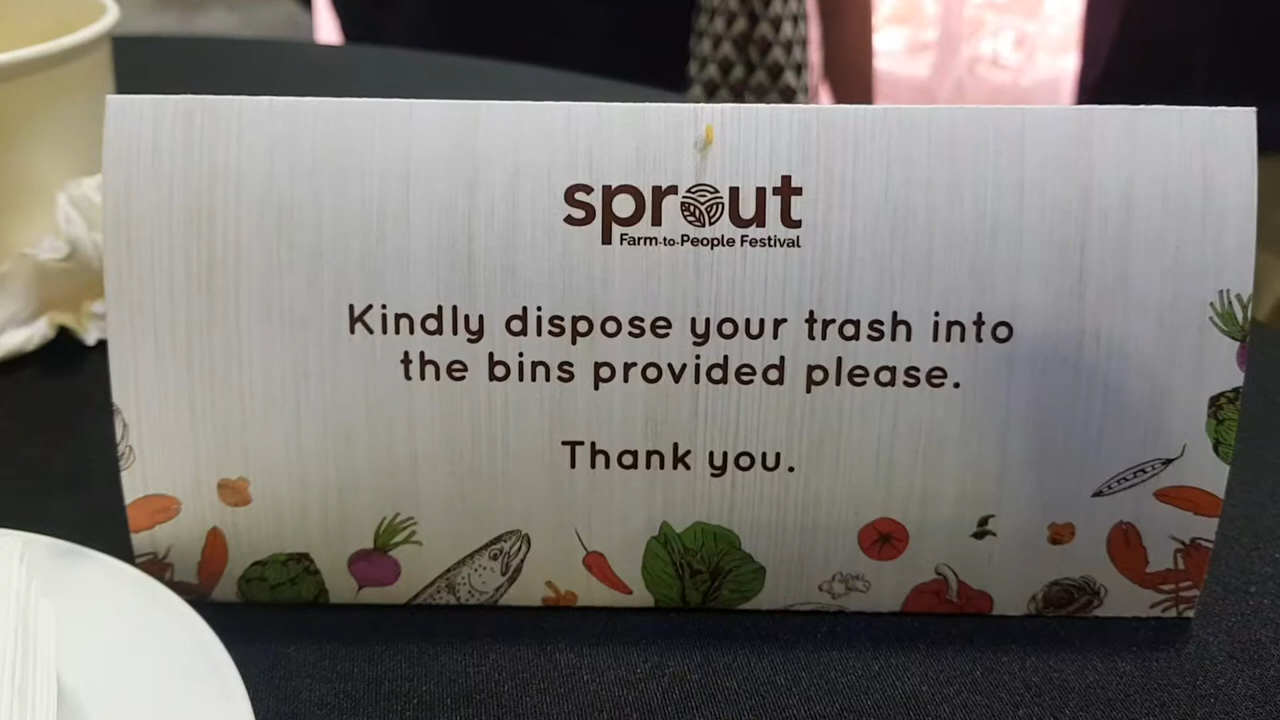 sprout
Farm-to-People Festival
Kindly dispose your trash into
the bins provided please.
Thank you.